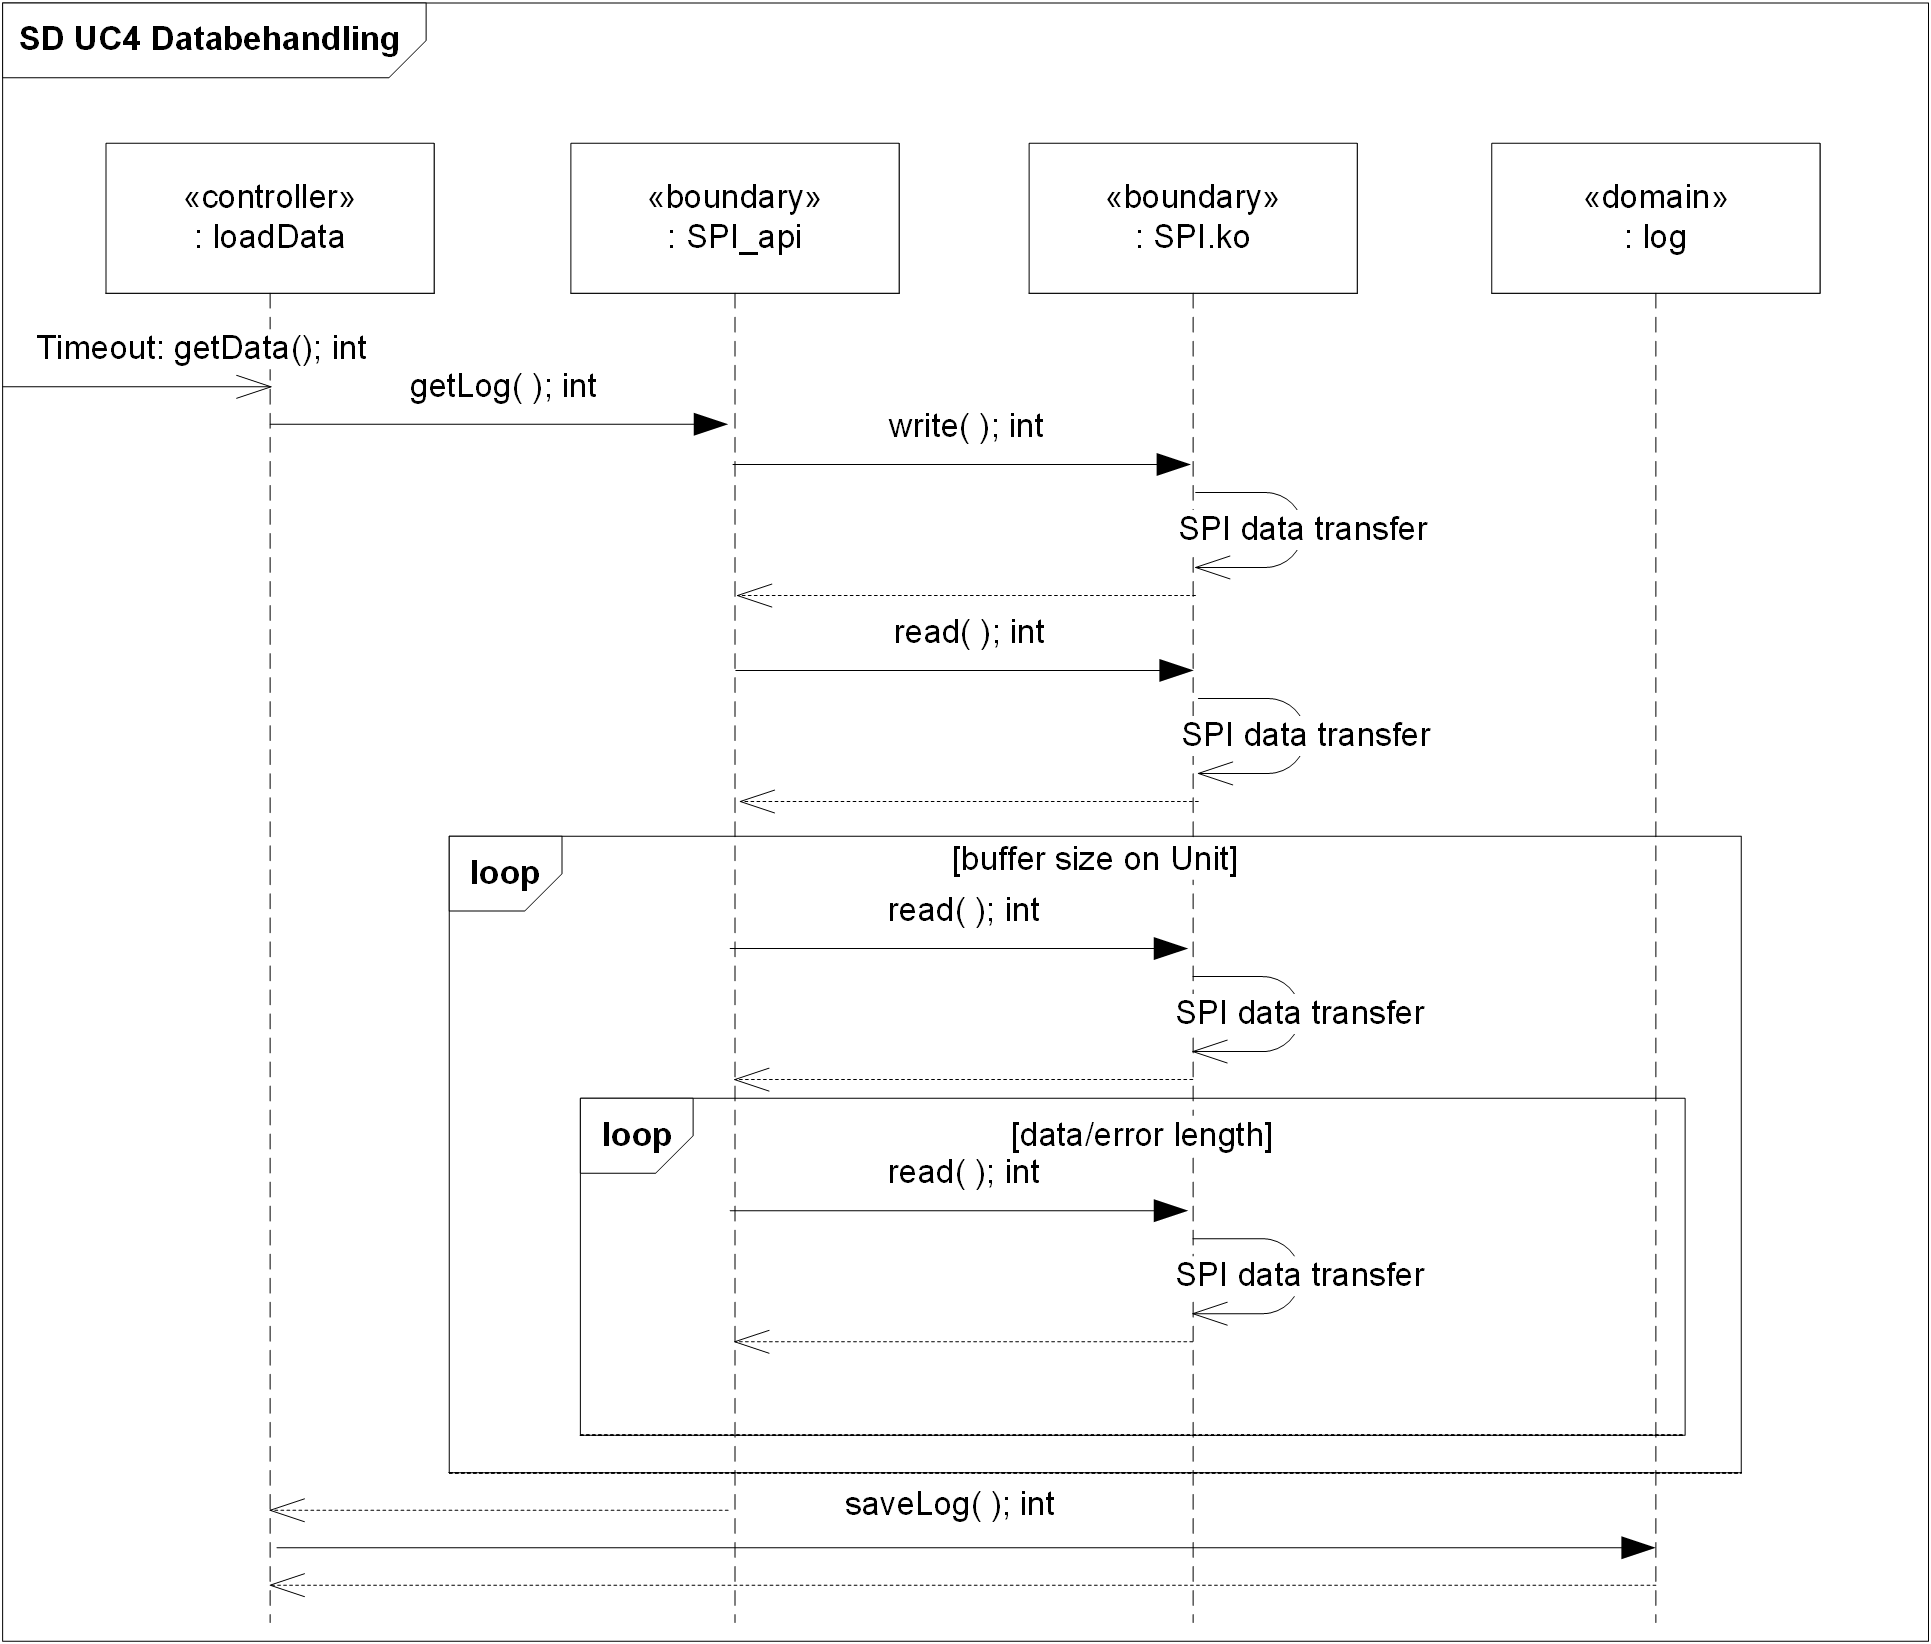 SD UC4 Databehandling
«controller»
: loadData
«boundary»
: SPI_api
«boundary»
: SPI.ko
«domain»
: log
Timeout: getData(); int
getLog( ); int
write( ); int
SPI data transfer
read( ); int
SPI data transfer
loop
[buffer size on Unit]
read( ); int
SPI data transfer
loop
[data/error length]
read( ); int
SPI data transfer
saveLog( ); int